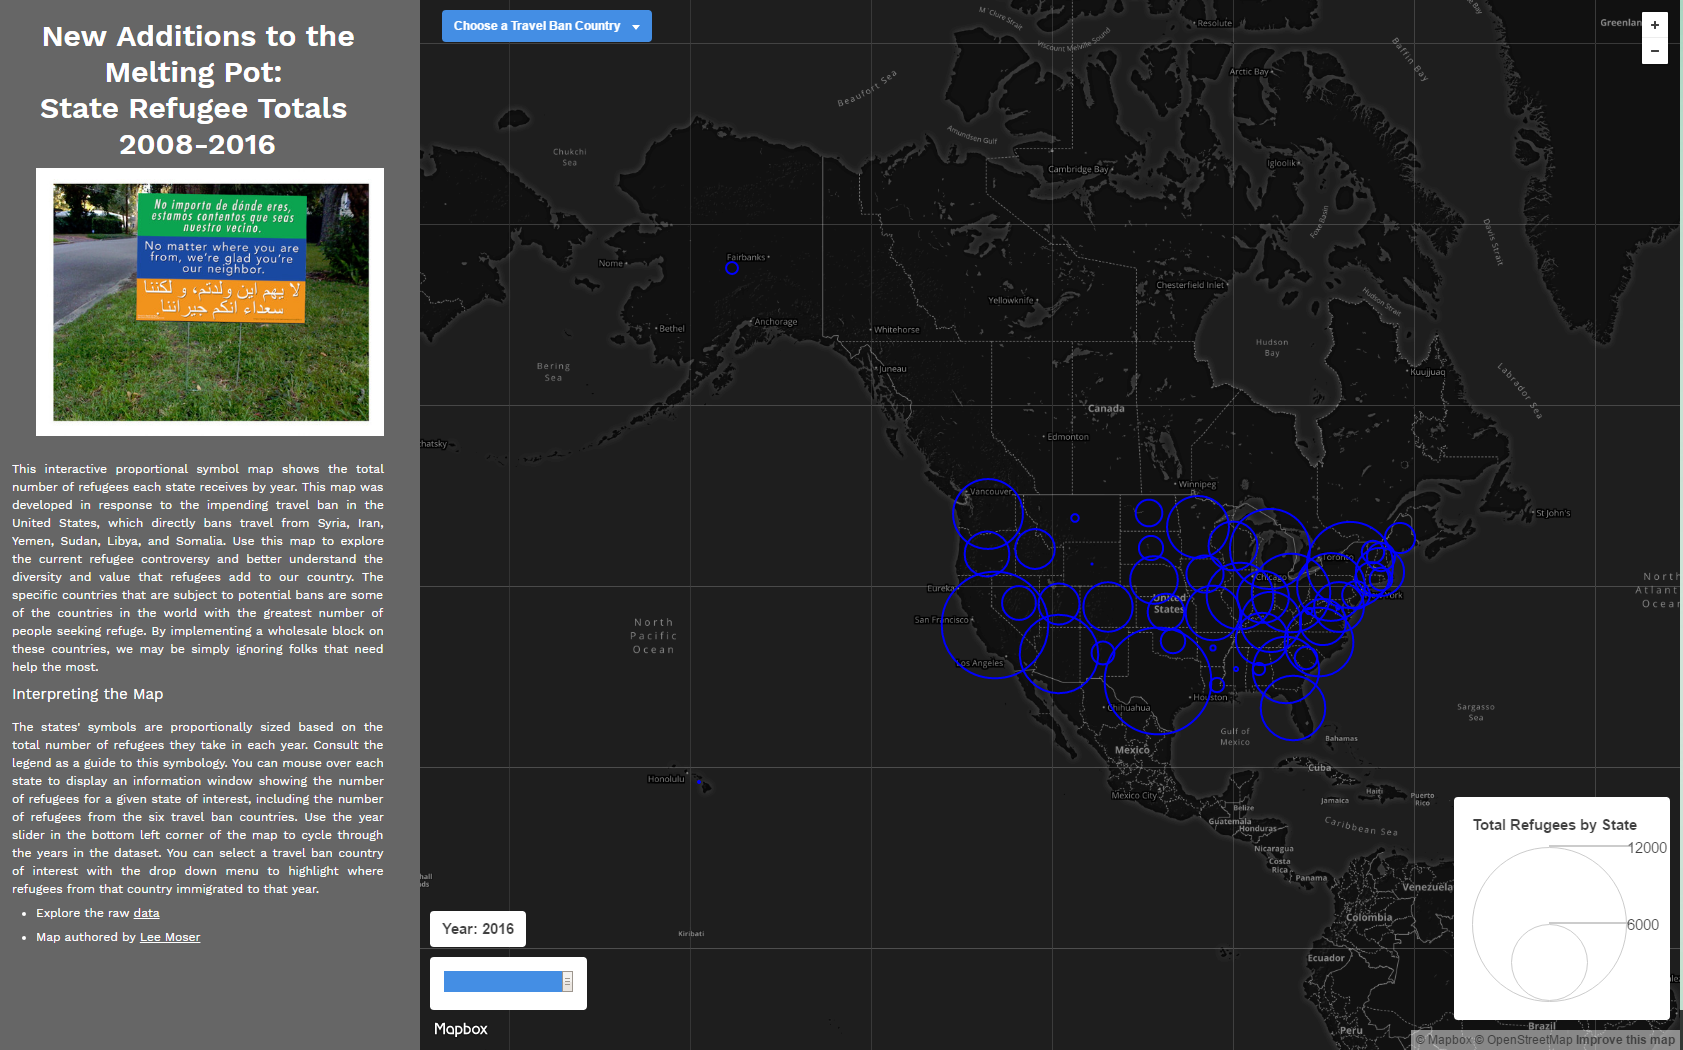 New Additions to the
Melting Pot:
State Refugee Totals
2008-2016
No importa de dónde eres,
estamos contentos que seas
nuestro vecino.
No matter where you are
from, we're glad you're
our neighbor.
لا يهم اين ولدتم، و لكننا
سعداء انكم جيراننا.
This interactive proportional symbol map shows the total
number of refugees each state receives by year. This map was
developed in response to the impending travel ban in the
United States, which directly bans travel from Syria, Iran,
Yemen, Sudan, Libya, and Somalia. Use this map to explore
the current refugee controversy and better understand the
diversity and value that refugees add to our country. The
specific countries that are subject to potential bans are some
of the countries in the world with the greatest number of
people seeking refuge. By implementing a wholesale block on
these countries, we may be simply ignoring folks that need
help the most.
Interpreting the Map
The states' symbols are proportionally sized based on the
total number of refugees they take in each year. Consult the
legend as a guide to this symbology. You can mouse over each
state to display an information window showing the number
of refugees for a given state of interest, including the number
of refugees from the six travel ban countries. Use the year
slider in the bottom left corner of the map to cycle through
the years in the dataset. You can select a travel ban country
of interest with the drop down menu to highlight where
refugees from that country immigrated to that year.
• Explore the raw data
• Map authored by Lee Moser
Choose a Travel Ban Country
+
−
M'Clure Strait
Resolute
Greenlan
Viscount Melville Sound
Baffin Bay
Arctic Bay
Beaufort Sea
Amundsen Gulf
Chukchi
Sea
Igloolik
Cambridge Bay
Foxe Basin
Davis Strait
Nome
Fairbanks
Chesterfield Inlet
Yellowknife
Hudson Strait
Bethel
Anchorage
Whitehorse
Hudson
Bay
Bering
Sea
Juneau
Kuujjuaq
Labrador Sea
Canada
Edmonton
hatsky
Winnipeg
Vancouver
St John's
Toronto
Chicago
North
Atlant
Ocean
Eureka
United
States
San Francisco
North
Pacific
Ocean
Los Angeles
Houston
Chihuahua
Sargasso
Sea
Gulf of
Mexico
Bahamas
Mexico
Honolulu
Cuba
Mexico City
Haiti
Puerto
Rico
Jamaica
Belize
Guatemala
Honduras
Caribbean Sea
Nicaragua
Costa
Rica
Panama
hall
ds
Venezuela
Colombia
Kiribati
Ecuador
Peru
Brazil
Total Refugees by State
12000
6000
Year: 2016
Mapbox
© Mapbox © OpenStreetMap Improve this map